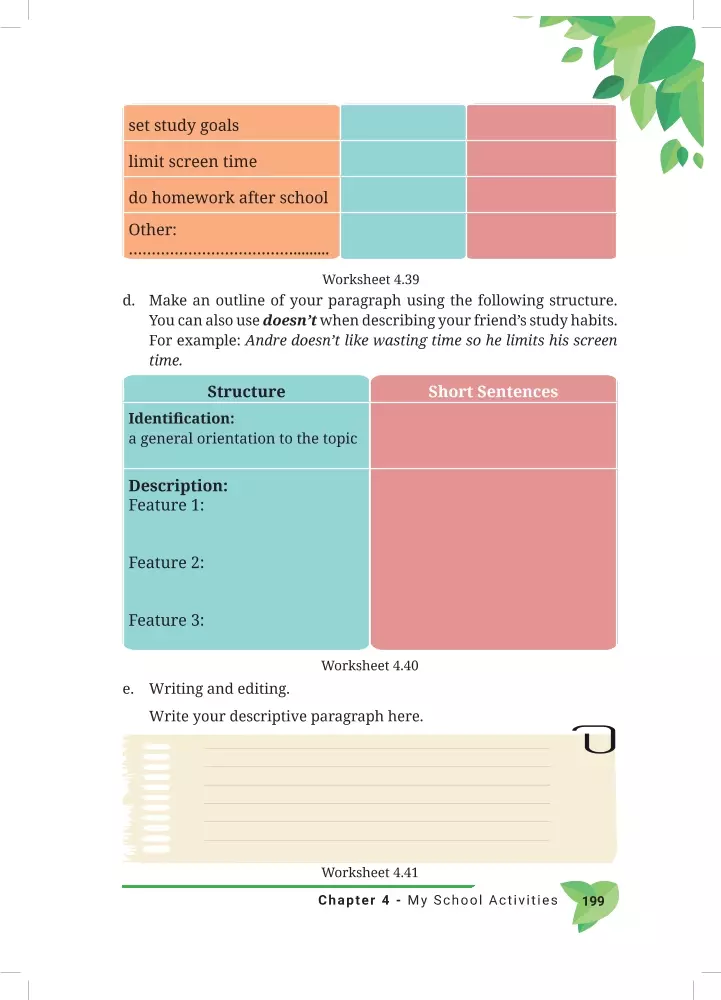 set study goals
limit screen time
do homework after school
Other:
…………………………….........
Worksheet 4.39
d. Make an outline of your paragraph using the following structure.
You can also use doesn’t when describing your friend’s study habits.
For example: Andre doesn’t like wasting time so he limits his screen
time.
Structure Short Sentences
Identification:
a general orientation to the topic
Description:
Feature 1:
Feature 2:
Feature 3:
Worksheet 4.40
e. Writing and editing.
Write your descriptive paragraph here.
Worksheet 4.41
Chapter 4 - My School Activities 199